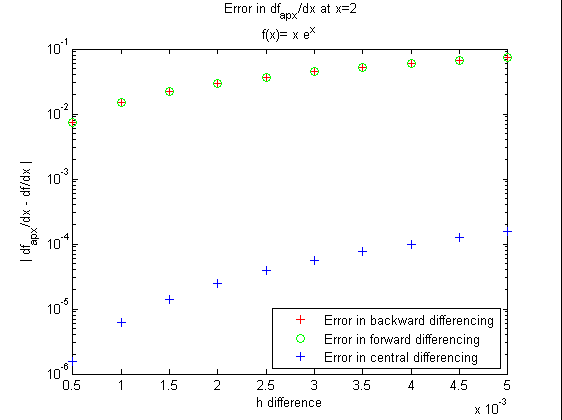 Error in df_apx/dx at x=2
f(x)= x e^x
| df_apx/dx - df/dx |
10^-1
10^-2
10^-3
10^-4
10^-5
10^-6
Error in backward differencing
Error in forward differencing
Error in central differencing
0.5 1 1.5 2 2.5 3 3.5 4 4.5 5
h difference
x 10^-3